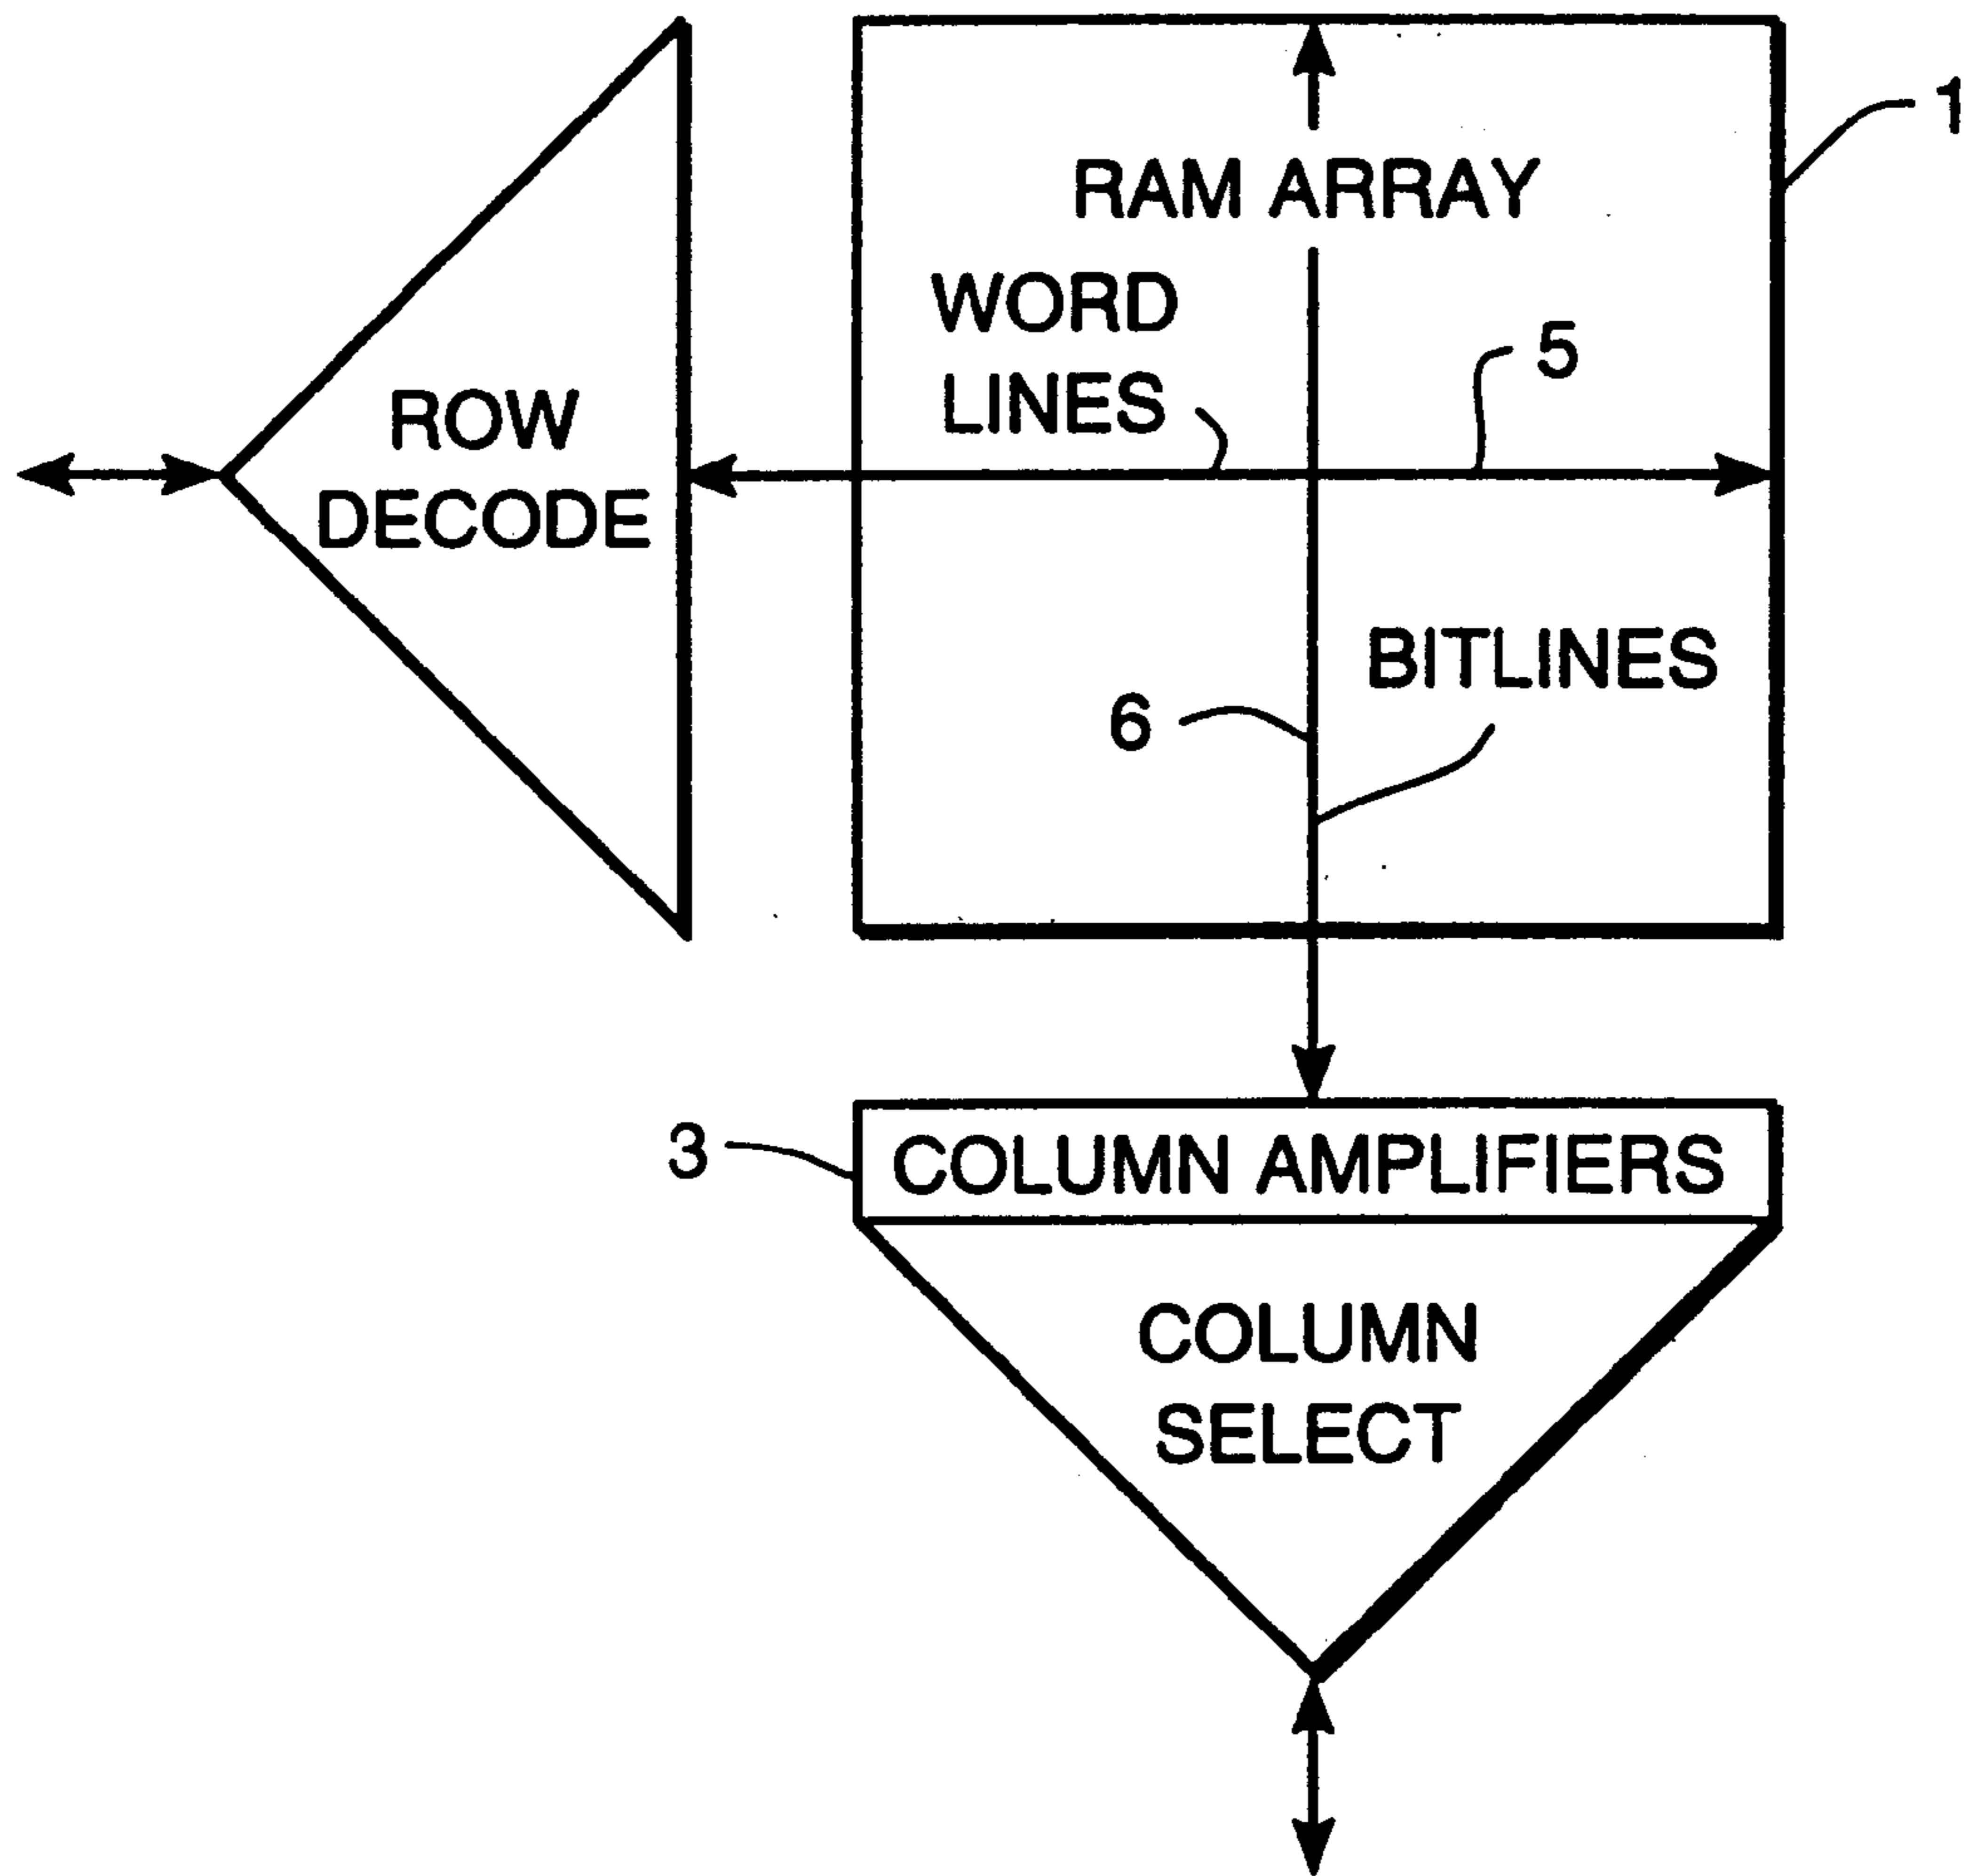 1
RAM ARRAY
WORD
LINES
5
ROW
DECODE
BITLINES
6
3
COLUMN AMPLIFIERS
COLUMN
SELECT